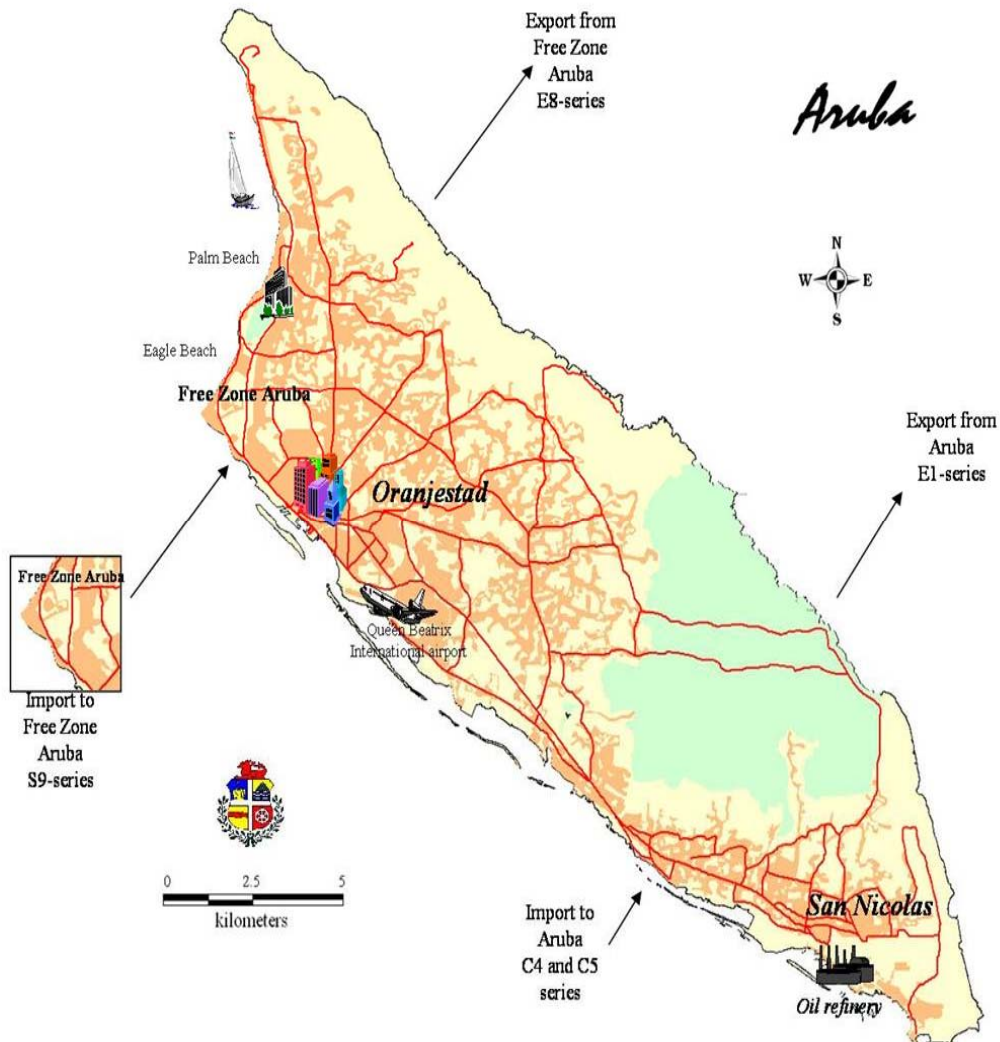 Export from
Free Zone
Aruba
E8-series
Aruba
N
W E
S
Palm Beach
Eagle Beach
Free Zone Aruba
Export from
Aruba
E1-series
Oranjestad
Free Zone Aruba
Queen Beatrix
International airport
Import to
Free Zone
Aruba
S9-series
0 2.5 5
kilometers
Import to
Aruba
C4 and C5
series
San Nicolas
Oil refinery